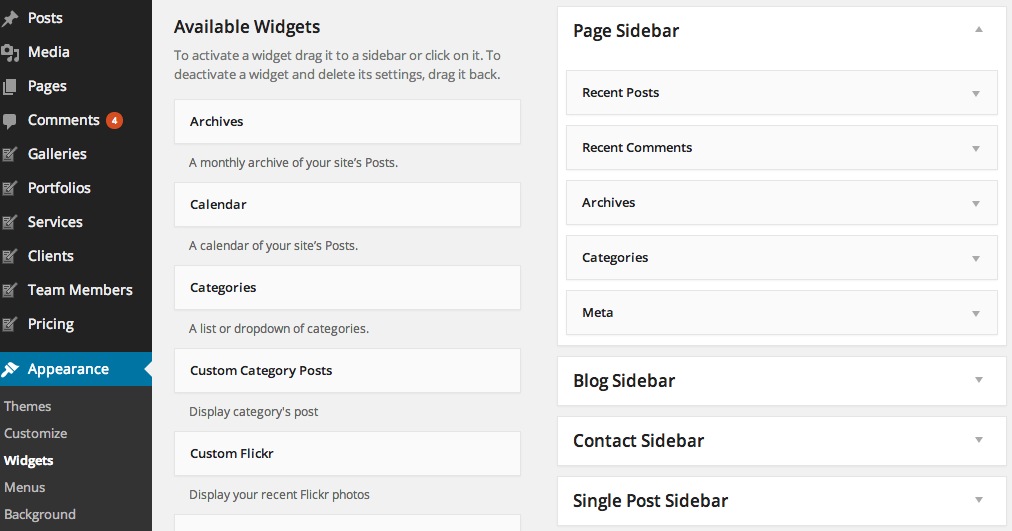 Posts
Media
Pages
Comments 4
Galleries
Portfolios
Services
Clients
Team Members
Pricing
Appearance
Themes
Customize
Widgets
Menus
Background
Available Widgets
To activate a widget drag it to a sidebar or click on it. To
deactivate a widget and delete its settings, drag it back.
Archives
A monthly archive of your site’s Posts.
Calendar
A calendar of your site’s Posts.
Categories
A list or dropdown of categories.
Custom Category Posts
Display category's post
Custom Flickr
Display your recent Flickr photos
Page Sidebar
Recent Posts
Recent Comments
Archives
Categories
Meta
Blog Sidebar
Contact Sidebar
Single Post Sidebar